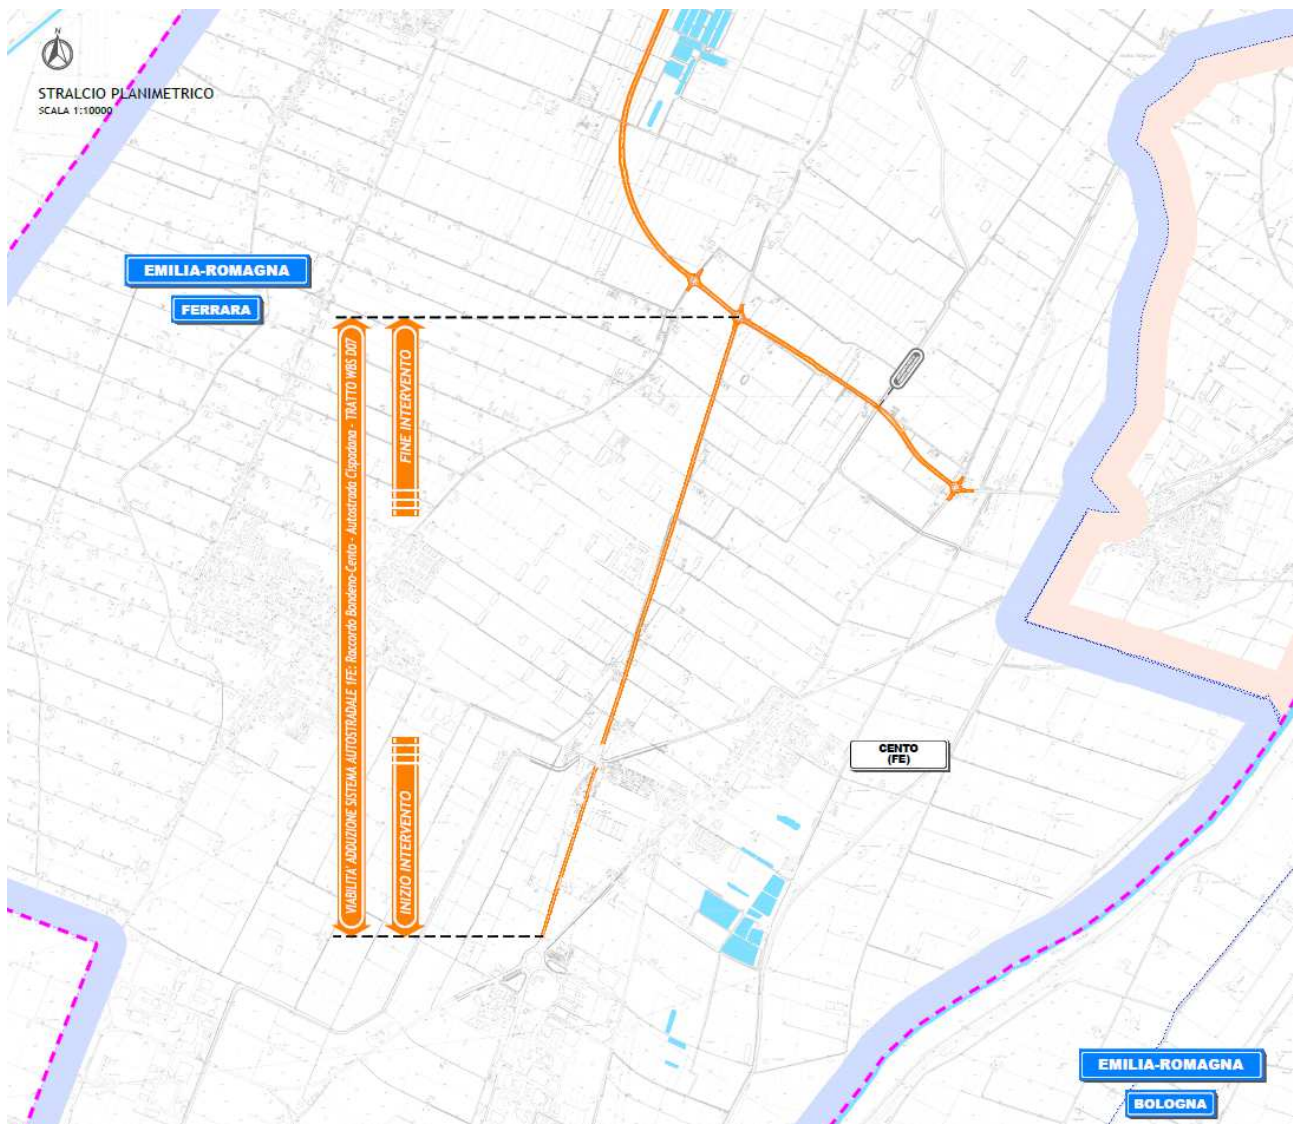 N
STRALCIO PLANIMETRICO
SCALA 1:10000
EMILIA-ROMAGNA
FERRARA
VIABILITA' ADDUZIONE SISTEMA AUTOSTRADALE 1FE: Raccordo Bondeno-Cento - Autostrada Cispadana - TRATTO WBS D07
FINE INTERVENTO
INIZIO INTERVENTO
CENTO
(FE)
EMILIA-ROMAGNA
BOLOGNA